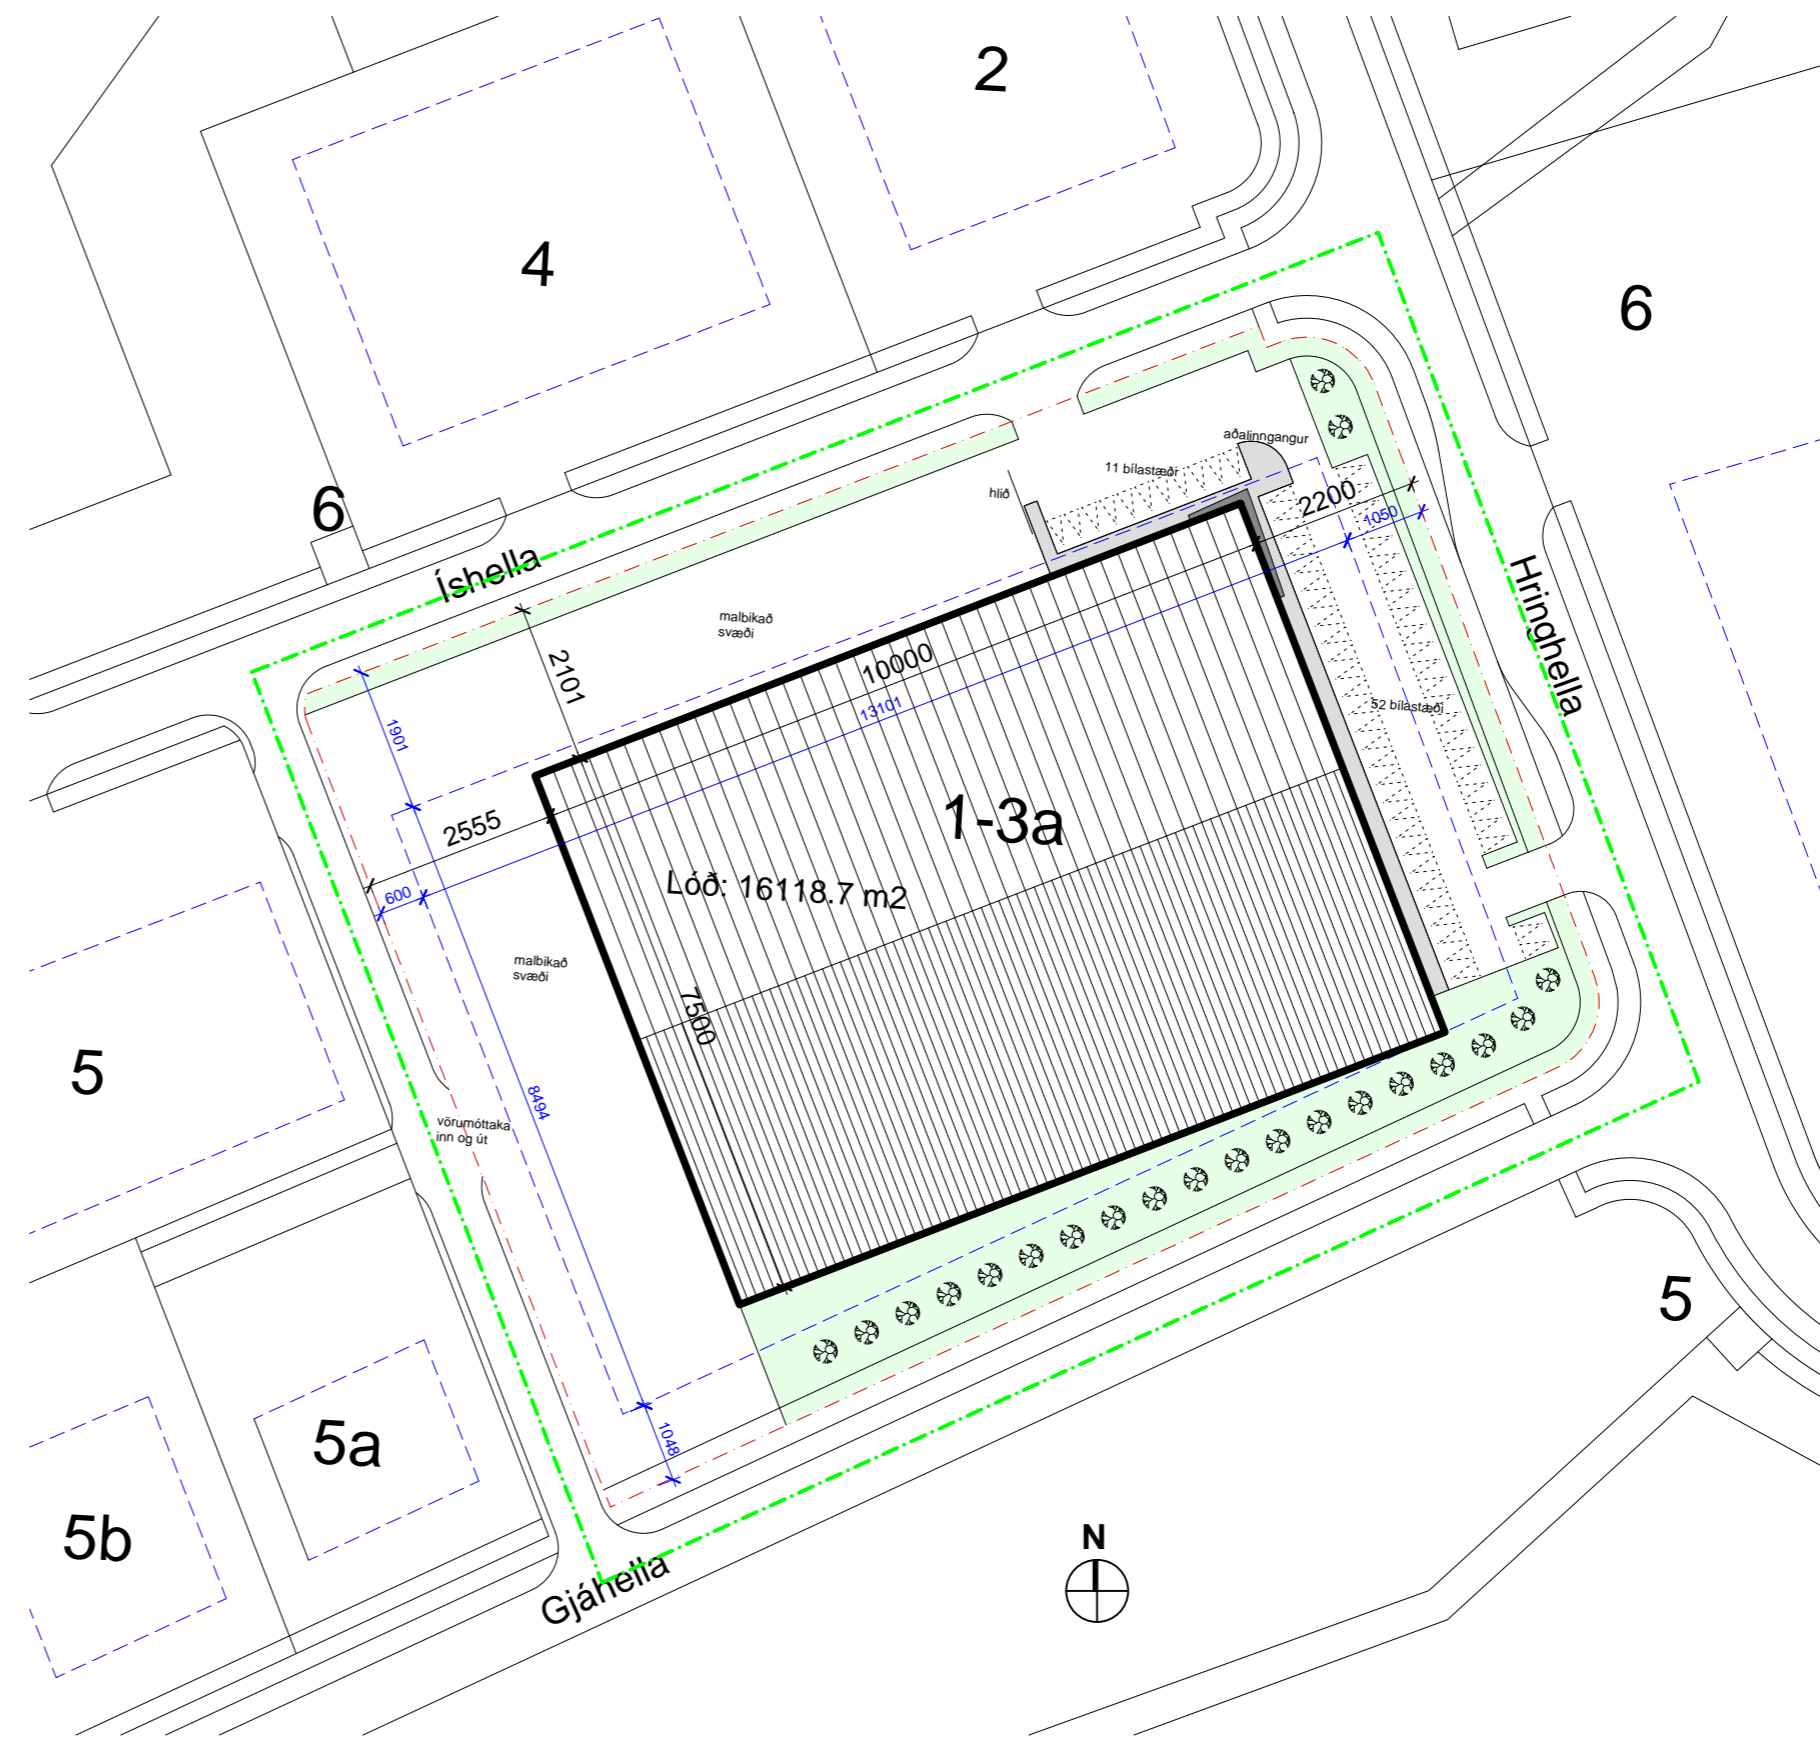 2
4
6
6
aðalinngangur
11 bílastæði
hlið
2200
1050
Íshella
Hringhella
malbikað
svæði
2101
10000
13101
1901
52 bílastæði
2555
1-3a
600
Lóð: 16118.7 m2
malbikað
svæði
7500
5
8494
vörumóttaka
inn og út
5
1048
5a
5b
N
Gjáhella